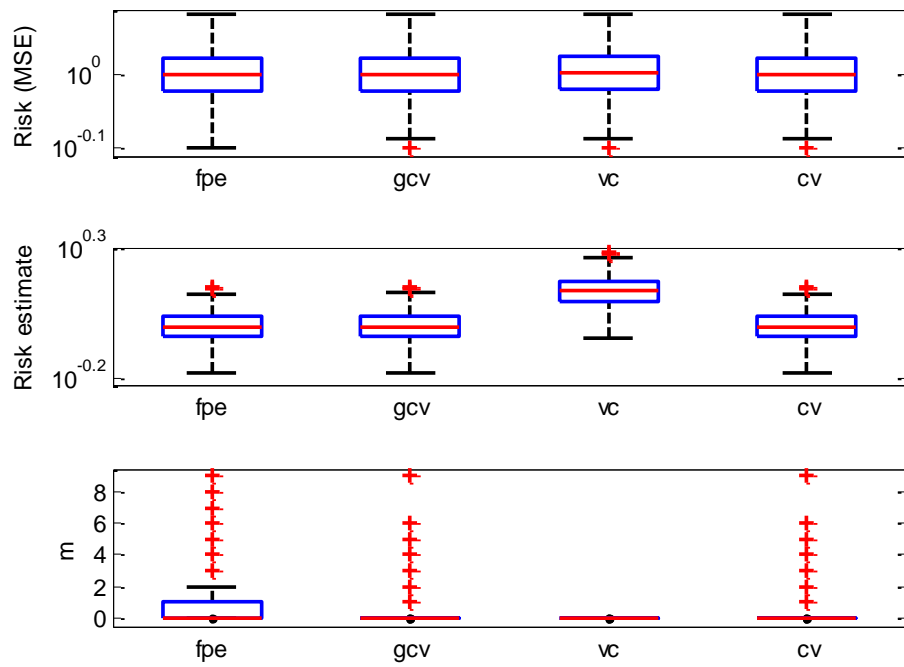 Risk (MSE)
10^0
10^-0.1
fpe gcv vc cv
Risk estimate
10^0.3
10^-0.2
fpe gcv vc cv
m
8
6
4
2
0
fpe gcv vc cv